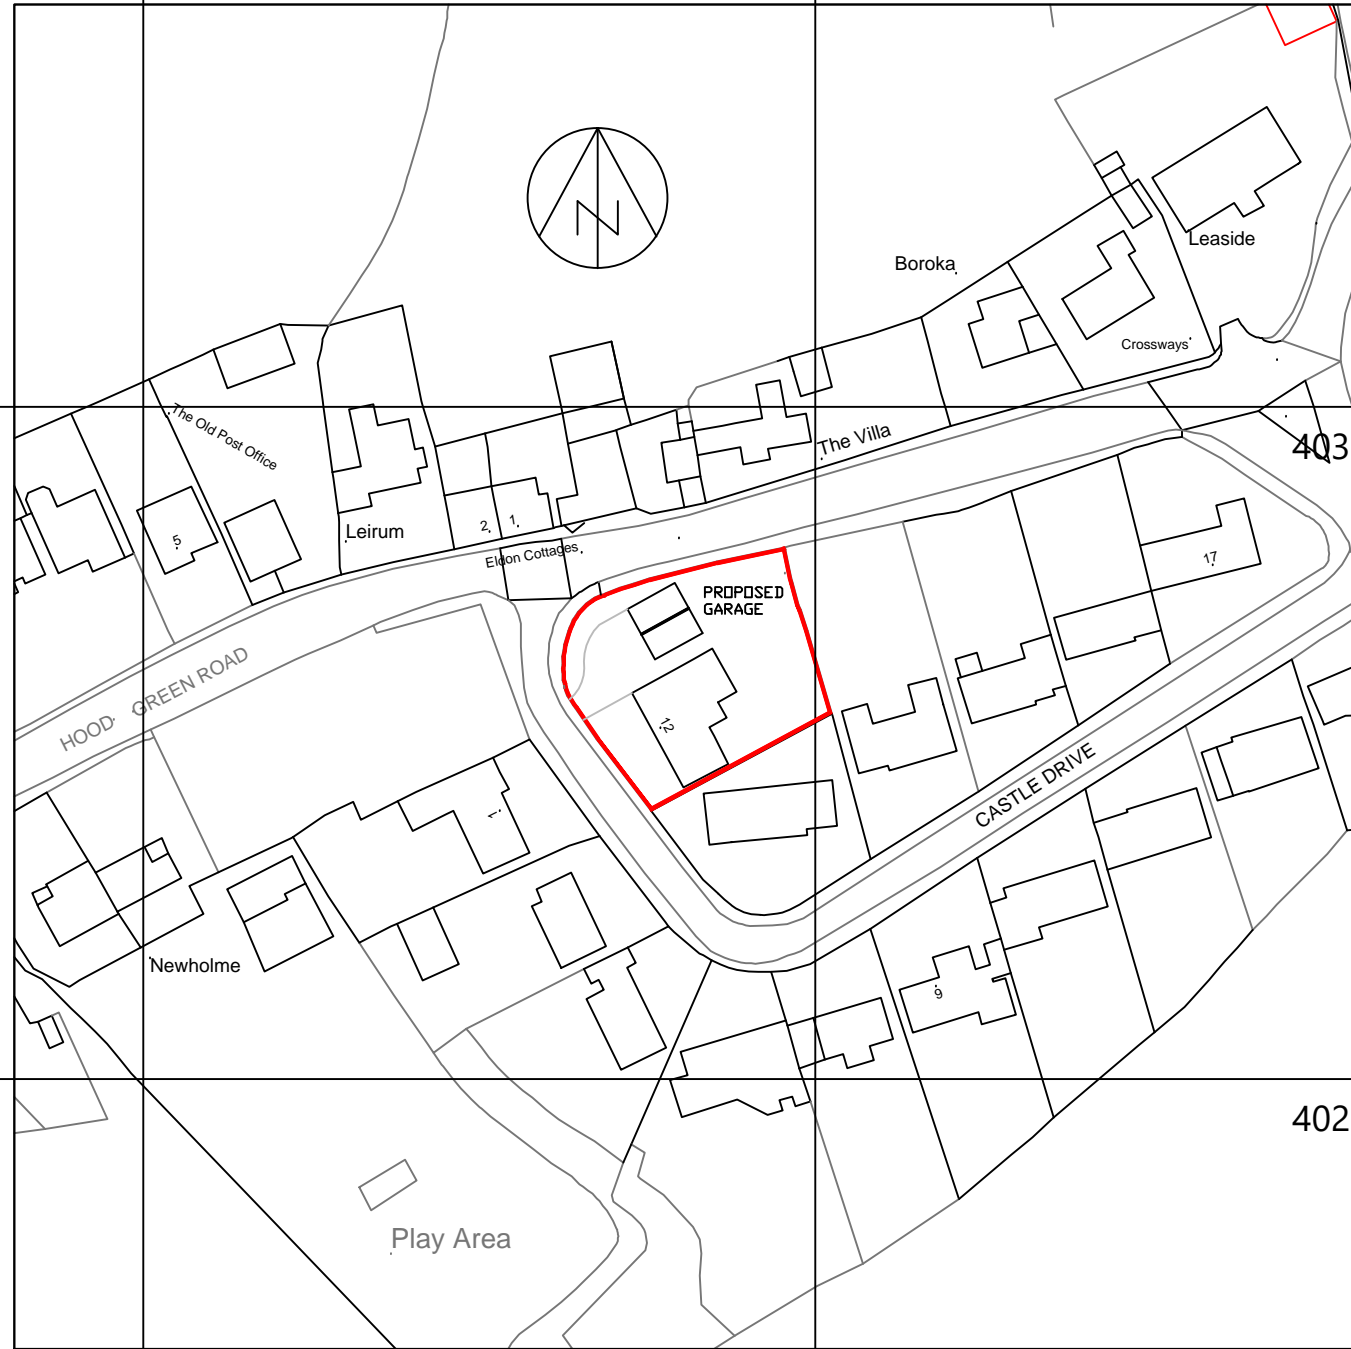 N
Leaside
Boroka
Crossways
The Old Post Office
403
The Villa
Leirum
5
2
1
Eldon Cottages
17
PROPOSED
GARAGE
HOOD GREEN ROAD
12
CASTLE DRIVE
1
Newholme
9
402
Play Area